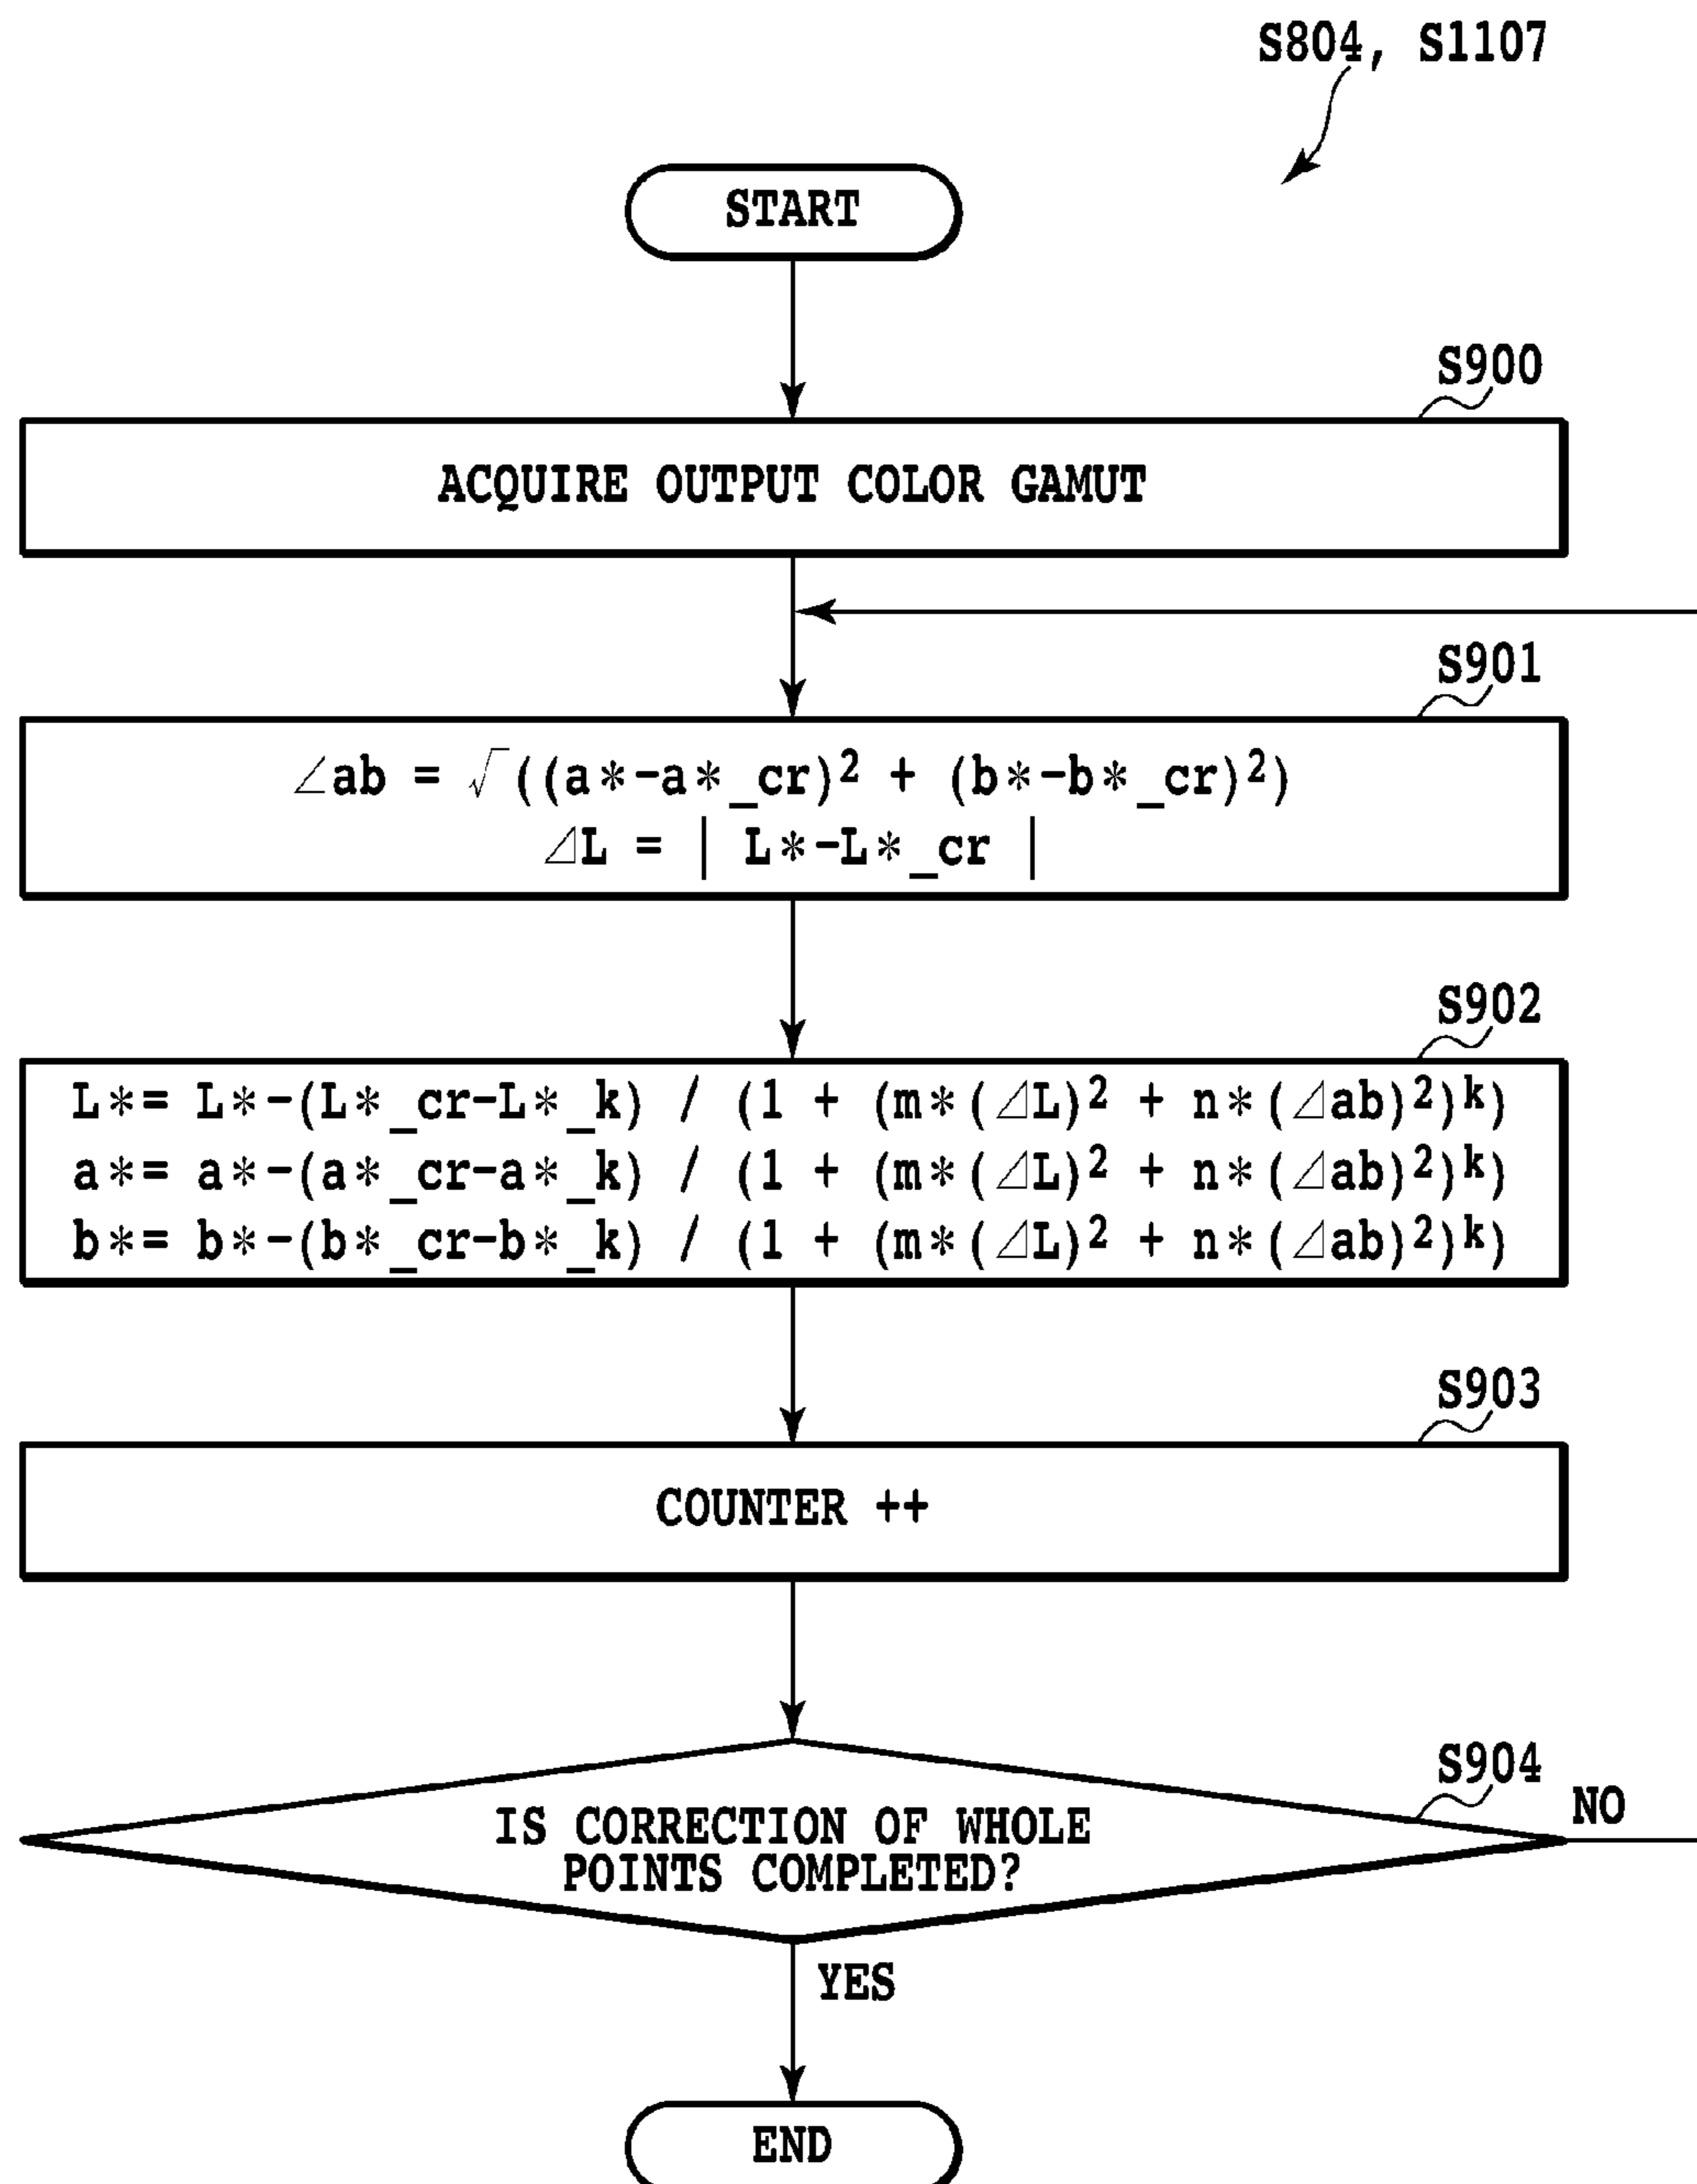 S804, S1107
START
S900
ACQUIRE OUTPUT COLOR GAMUT
S901
∠ab = √((a*-a*_cr)² + (b*-b*_cr)²)
⊿L = | L*-L*_cr |
S902
L*= L*-(L*_cr-L*_k) / (1 + (m*(⊿L)² + n*(⊿ab)²)ᵏ)
a*= a*-(a*_cr-a*_k) / (1 + (m*(⊿L)² + n*(⊿ab)²)ᵏ)
b*= b*-(b*_cr-b*_k) / (1 + (m*(⊿L)² + n*(⊿ab)²)ᵏ)
S903
COUNTER ++
S904
NO
IS CORRECTION OF WHOLE
POINTS COMPLETED?
YES
END